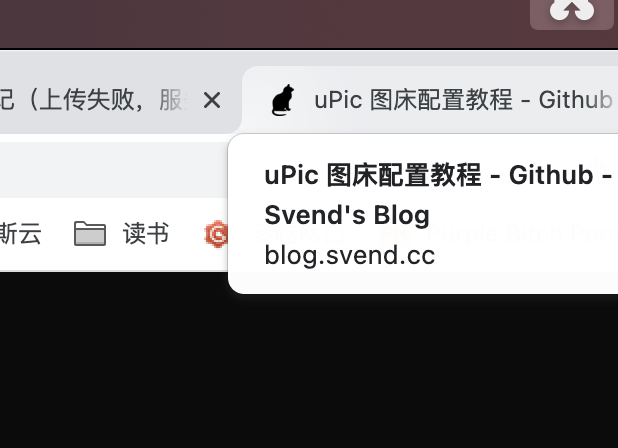 记（上传失败，服
uPic 图床配置教程 - Github
uPic 图床配置教程 - Github -
Svend's Blog
blog.svend.cc
斯云
读书